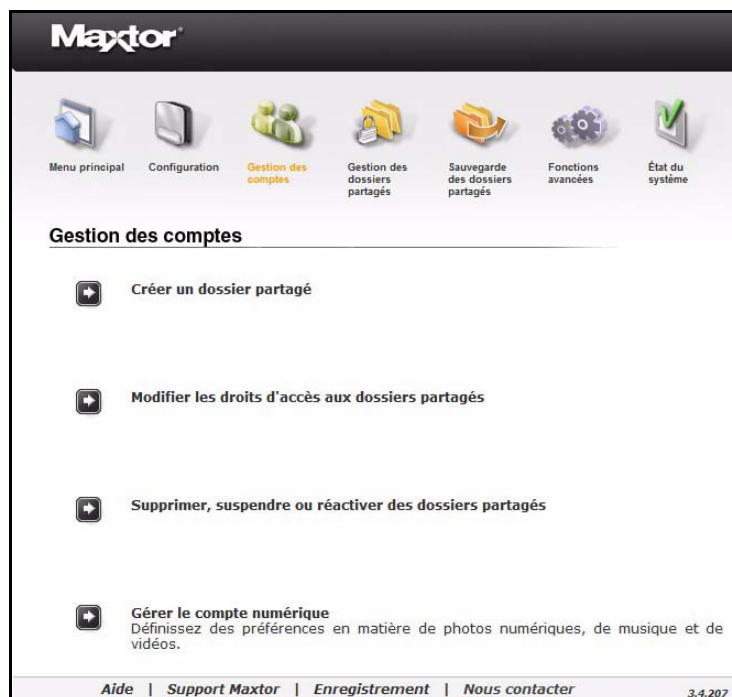 Maxtor
Menu principal
Configuration
Gestion des
comptes
Gestion des
dossiers
partagés
Sauvegarde
des dossiers
partagés
Fonctions
avancées
État du
système
Gestion des comptes
Créer un dossier partagé
Modifier les droits d'accès aux dossiers partagés
Supprimer, suspendre ou réactiver des dossiers partagés
Gérer le compte numérique
Définissez des préférences en matière de photos numériques, de musique et de
vidéos.
Aide | Support Maxtor | Enregistrement | Nous contacter 3.4.207